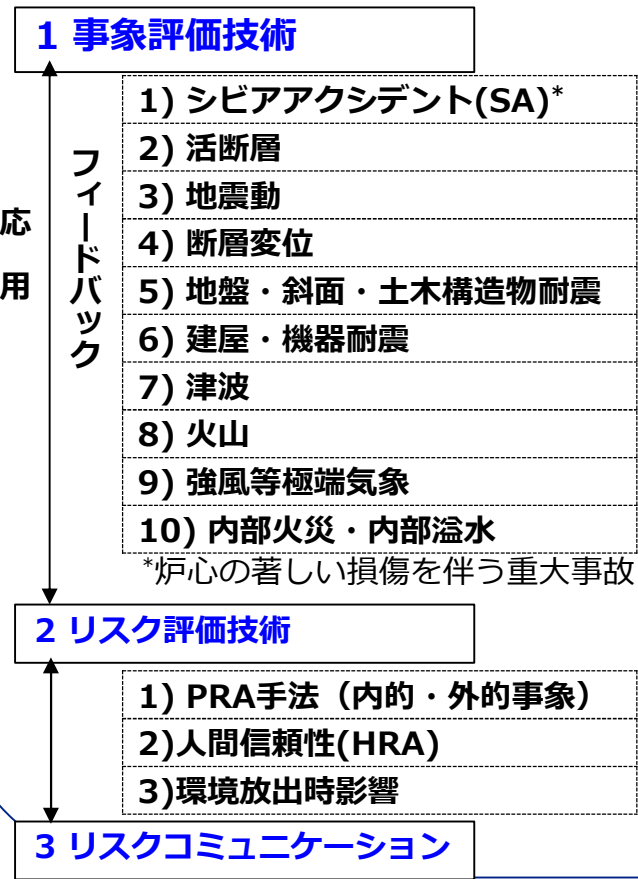 1 事象評価技術
1) シビアアクシデント(SA)*
2) 活断層
3) 地震動
4) 断層変位
5) 地盤・斜面・土木構造物耐震
6) 建屋・機器耐震
7) 津波
8) 火山
9) 強風等極端気象
10) 内部火災・内部溢水
*炉心の著しい損傷を伴う重大事故
応用
フィードバック
2 リスク評価技術
1) PRA手法（内的・外的事象）
2)人間信頼性(HRA)
3)環境放出時影響
3 リスクコミュニケーション